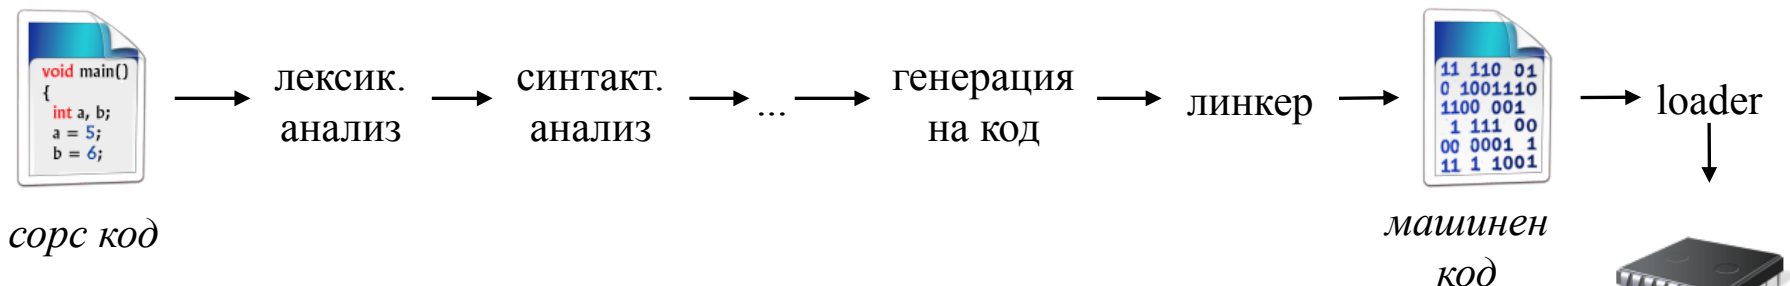 void main()
{
int a, b;
a = 5;
b = 6;
сорс код
лексик.
анализ
синтакт.
анализ
...
генерация
на код
линкер
11 110 01
0 1001110
1100 001
1 111 00
00 0001 1
11 1 1001
машинен
код
loader